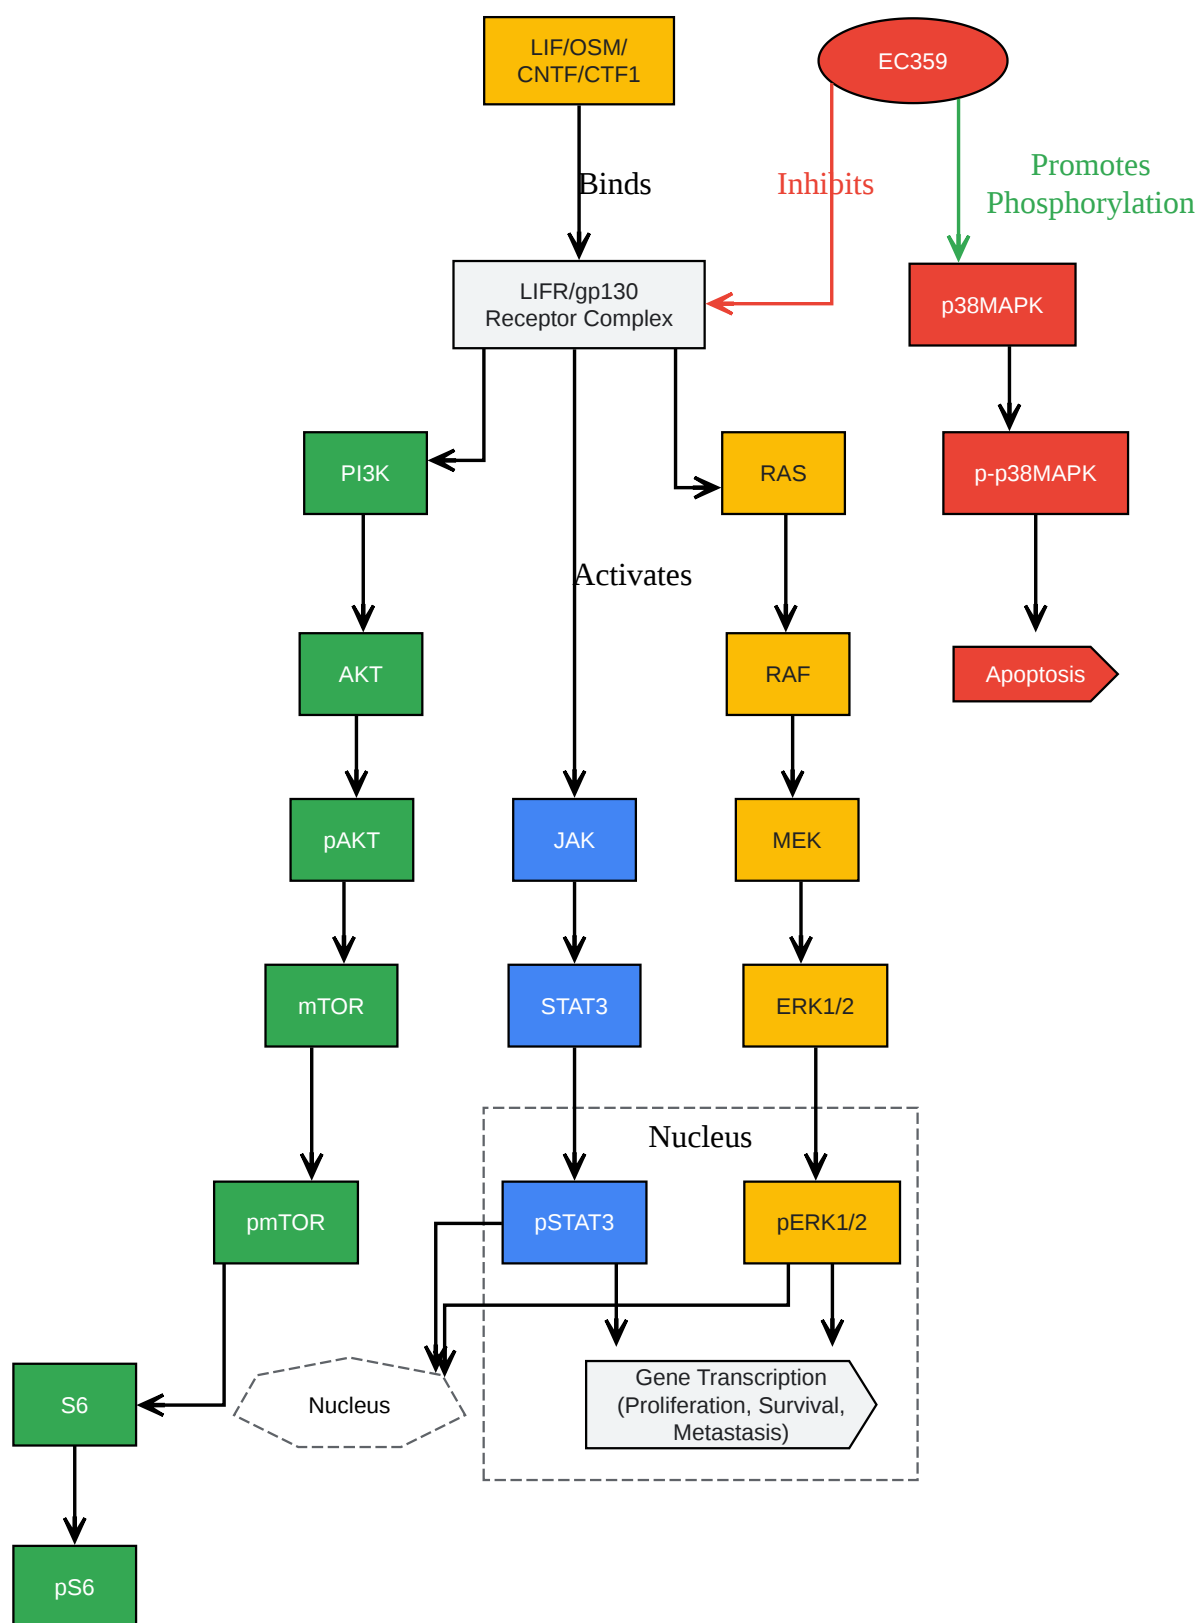 LIF/OSM/
CNTF/CTF1
EC359
Binds
Inhibits
Promotes
Phosphorylation
LIFR/gp130
Receptor Complex
p38MAPK
PI3K
RAS
p-p38MAPK
Activates
AKT
RAF
Apoptosis
pAKT
JAK
MEK
mTOR
STAT3
ERK1/2
Nucleus
pmTOR
pSTAT3
pERK1/2
S6
Nucleus
Gene Transcription
(Proliferation, Survival,
Metastasis)
pS6